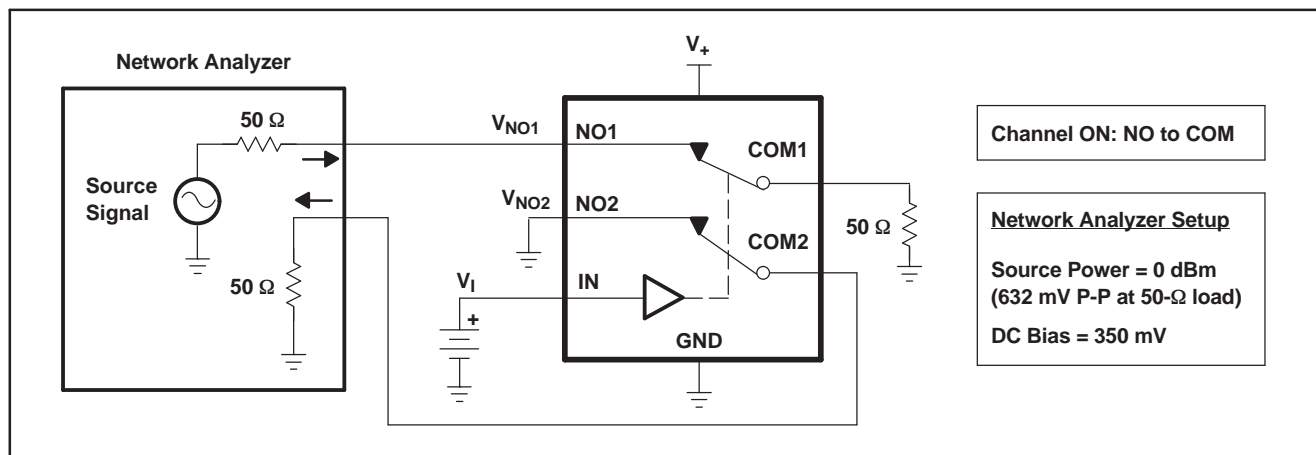 Network Analyzer
50 Ω
Source
Signal
50 Ω
V+
VNO1
NO1
COM1
VNO2
NO2
COM2
VI
IN
+
GND
50 Ω
Channel ON: NO to COM
Network Analyzer Setup
Source Power = 0 dBm
(632 mV P-P at 50-Ω load)
DC Bias = 350 mV